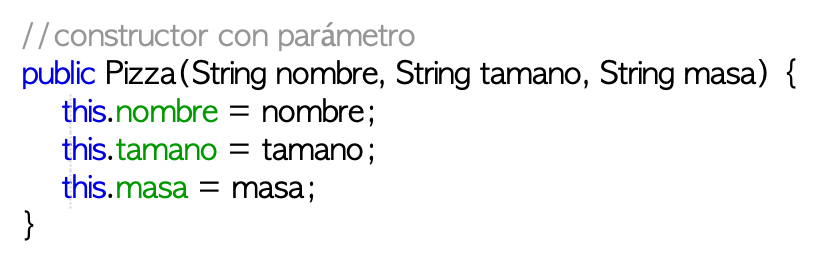 //constructor con parámetro
public Pizza(String nombre, String tamano, String masa) {
this.nombre = nombre;
this.tamano = tamano;
this.masa = masa;
}